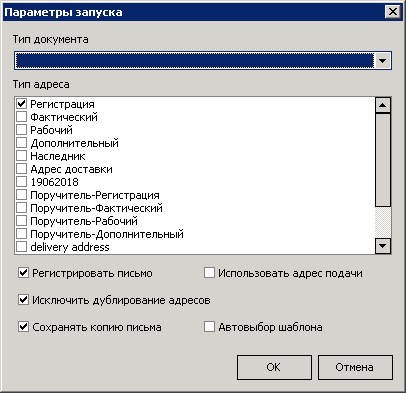 Параметры запуска
Тип документа
Тип адреса
Регистрация
Фактический
Рабочий
Дополнительный
Наследник
Адрес доставки
19062018
Поручитель-Регистрация
Поручитель-Фактический
Поручитель-Рабочий
Поручитель-Дополнительный
delivery address
Регистрировать письмо Использовать адрес подачи
Исключить дублирование адресов
Сохранять копию письма Автовыбор шаблона
OK Отмена